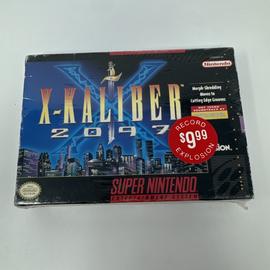 Nintendo
Morph-Shredding
Moves to
Cutting Edge Grooves
X-KALIBER
2097
RECORD
$9.99
EXPLOSION
SUPER NINTENDO
ENTERTAINMENT SYSTEM